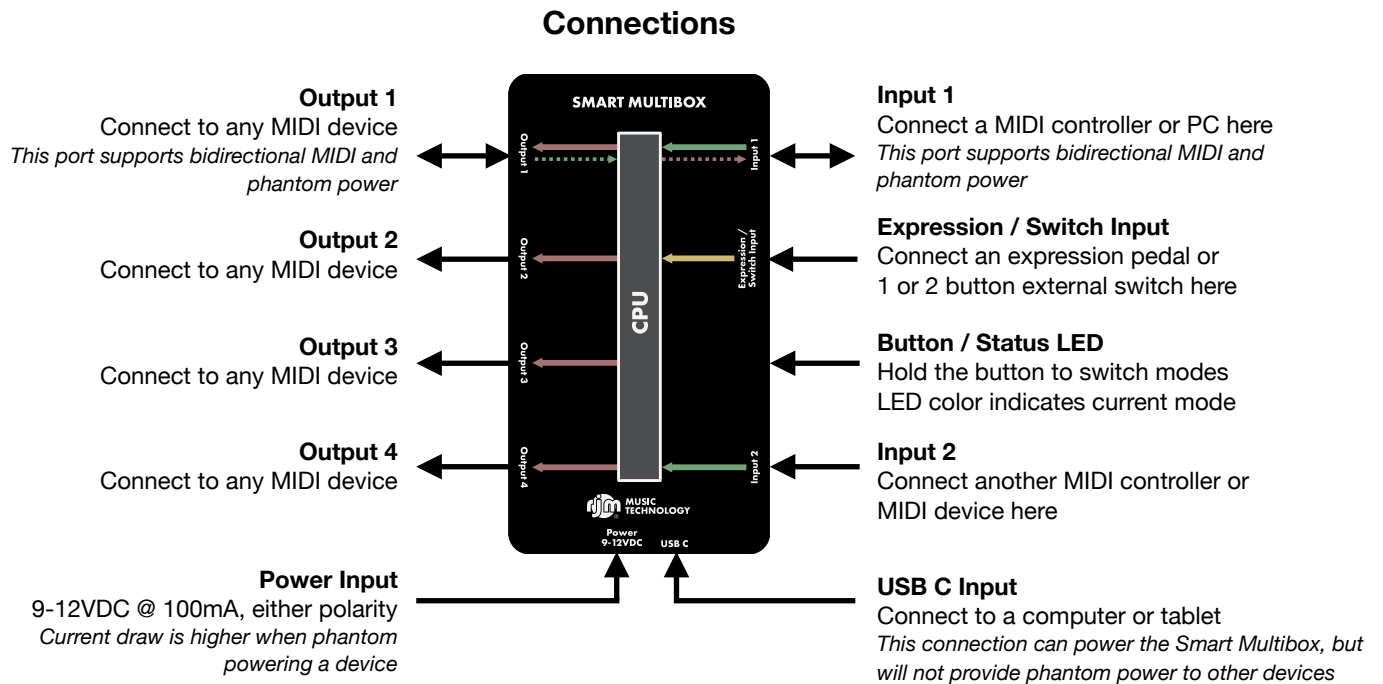 Connections
Output 1
Connect to any MIDI device
This port supports bidirectional MIDI and
phantom power
Output 2
Connect to any MIDI device
Output 3
Connect to any MIDI device
Output 4
Connect to any MIDI device
Power Input
9-12VDC @ 100mA, either polarity
Current draw is higher when phantom
powering a device
SMART MULTIBOX
Output 1
Output 2
Output 3
Output 4
CPU
Input 1
Expression /
Switch Input
Input 2
rjm
MUSIC
TECHNOLOGY
Power
9-12VDC
USB C
Input 1
Connect a MIDI controller or PC here
This port supports bidirectional MIDI and
phantom power
Expression / Switch Input
Connect an expression pedal or
1 or 2 button external switch here
Button / Status LED
Hold the button to switch modes
LED color indicates current mode
Input 2
Connect another MIDI controller or
MIDI device here
USB C Input
Connect to a computer or tablet
This connection can power the Smart Multibox, but
will not provide phantom power to other devices